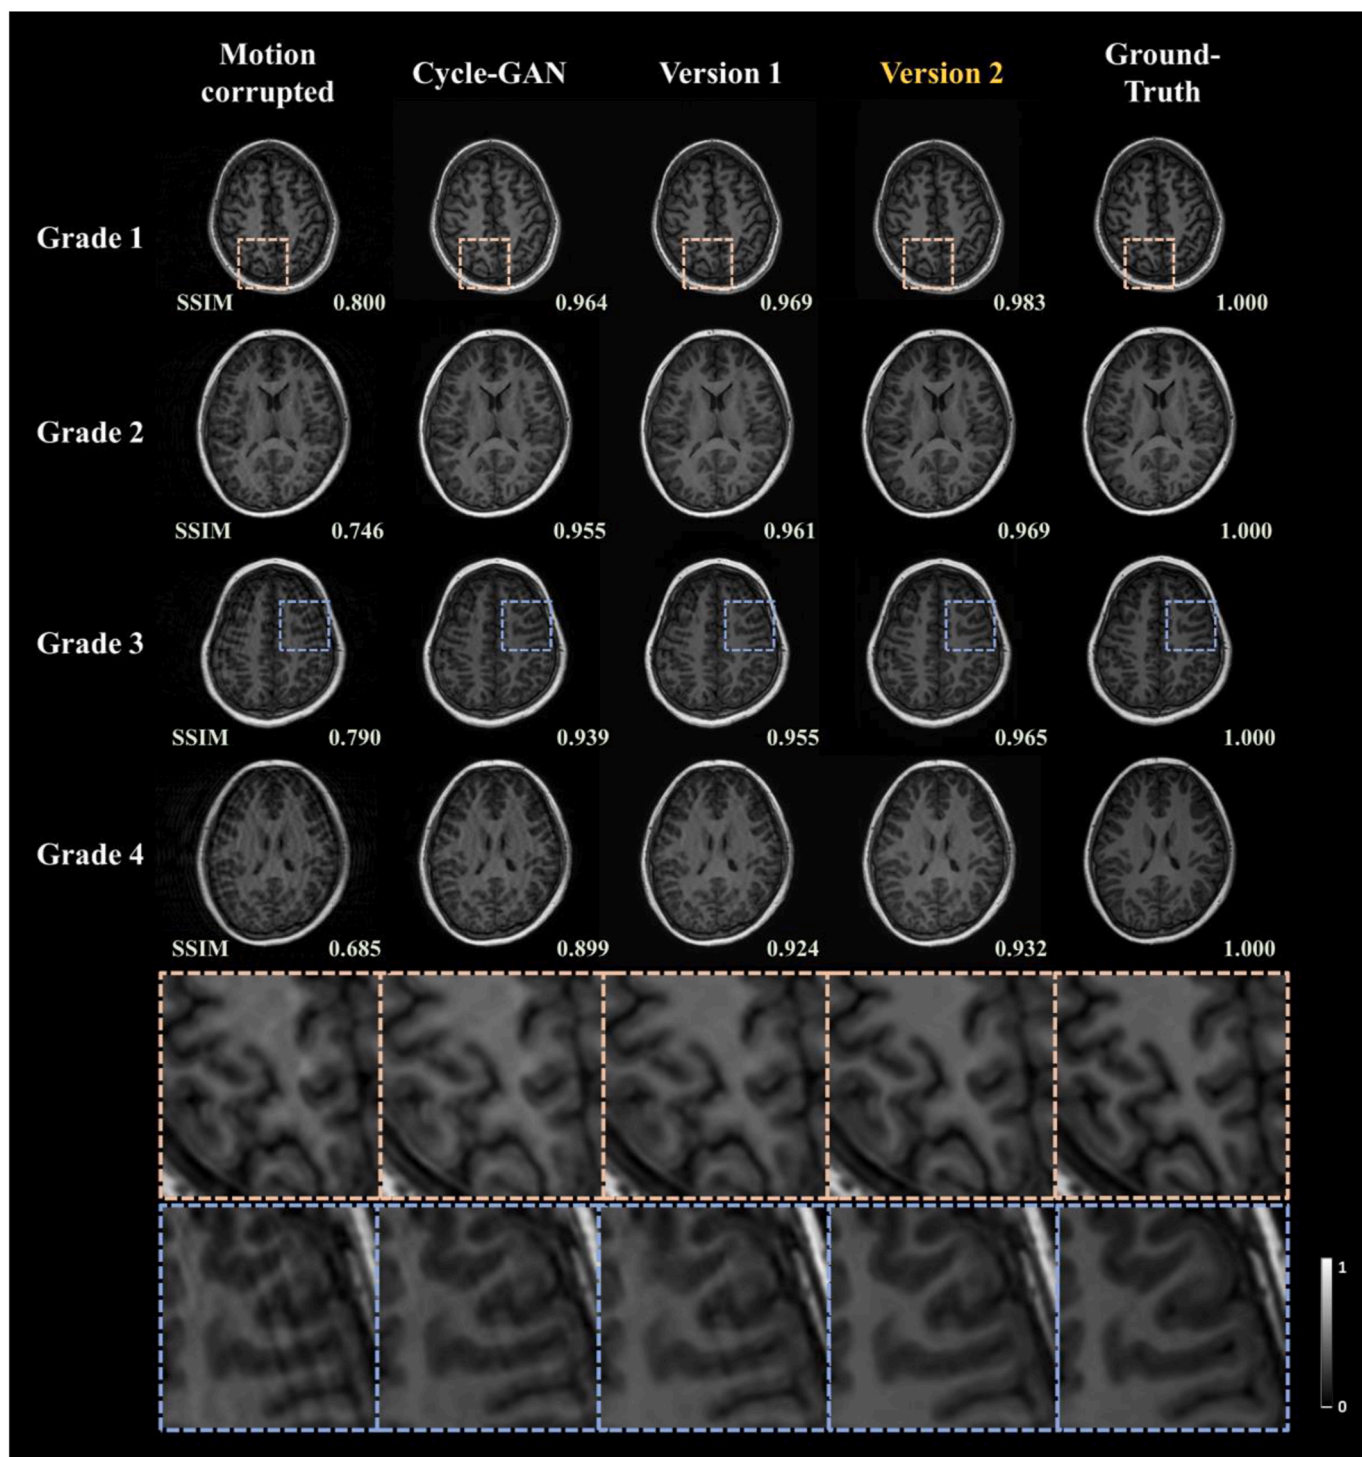 Motion
corrupted
Cycle-GAN
Version 1
Version 2
Ground-
Truth
Grade 1
SSIM 0.800 0.964 0.969 0.983 1.000
Grade 2
SSIM 0.746 0.955 0.961 0.969 1.000
Grade 3
SSIM 0.790 0.939 0.955 0.965 1.000
Grade 4
SSIM 0.685 0.899 0.924 0.932 1.000
1
0